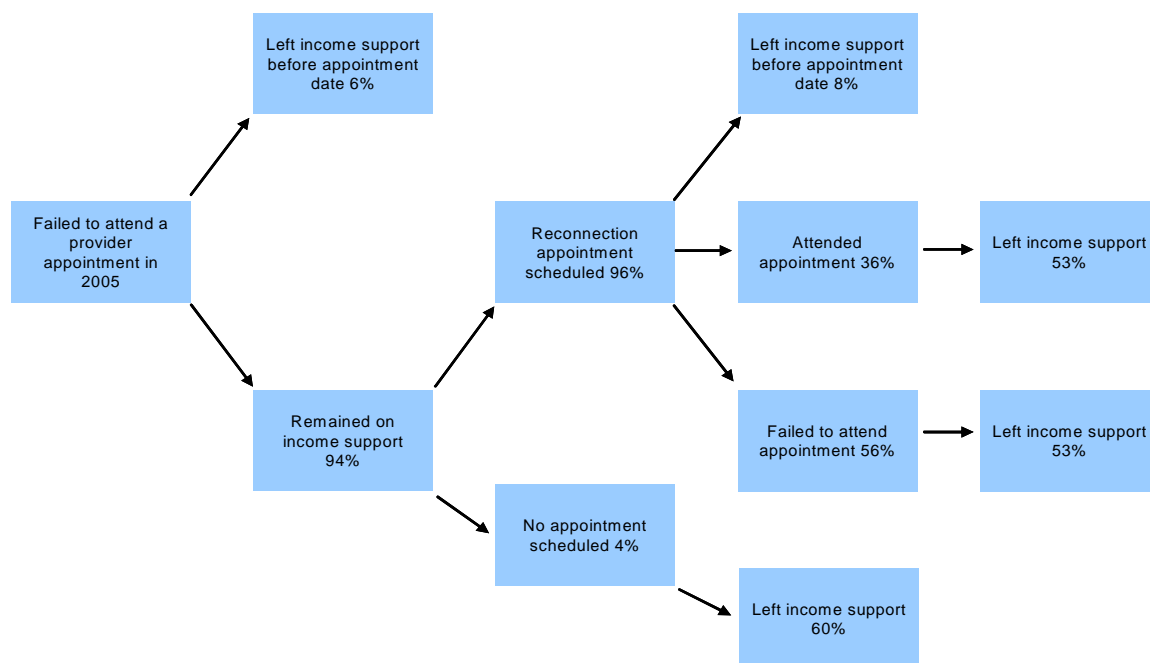 Left income support
before appointment
date 6%
Left income support
before appointment
date 8%
Failed to attend a
provider
appointment in
2005
Reconnection
appointment
scheduled 96%
Attended
appointment 36%
Left income support
53%
Remained on
income support
94%
Failed to attend
appointment 56%
Left income support
53%
No appointment
scheduled 4%
Left income support
60%